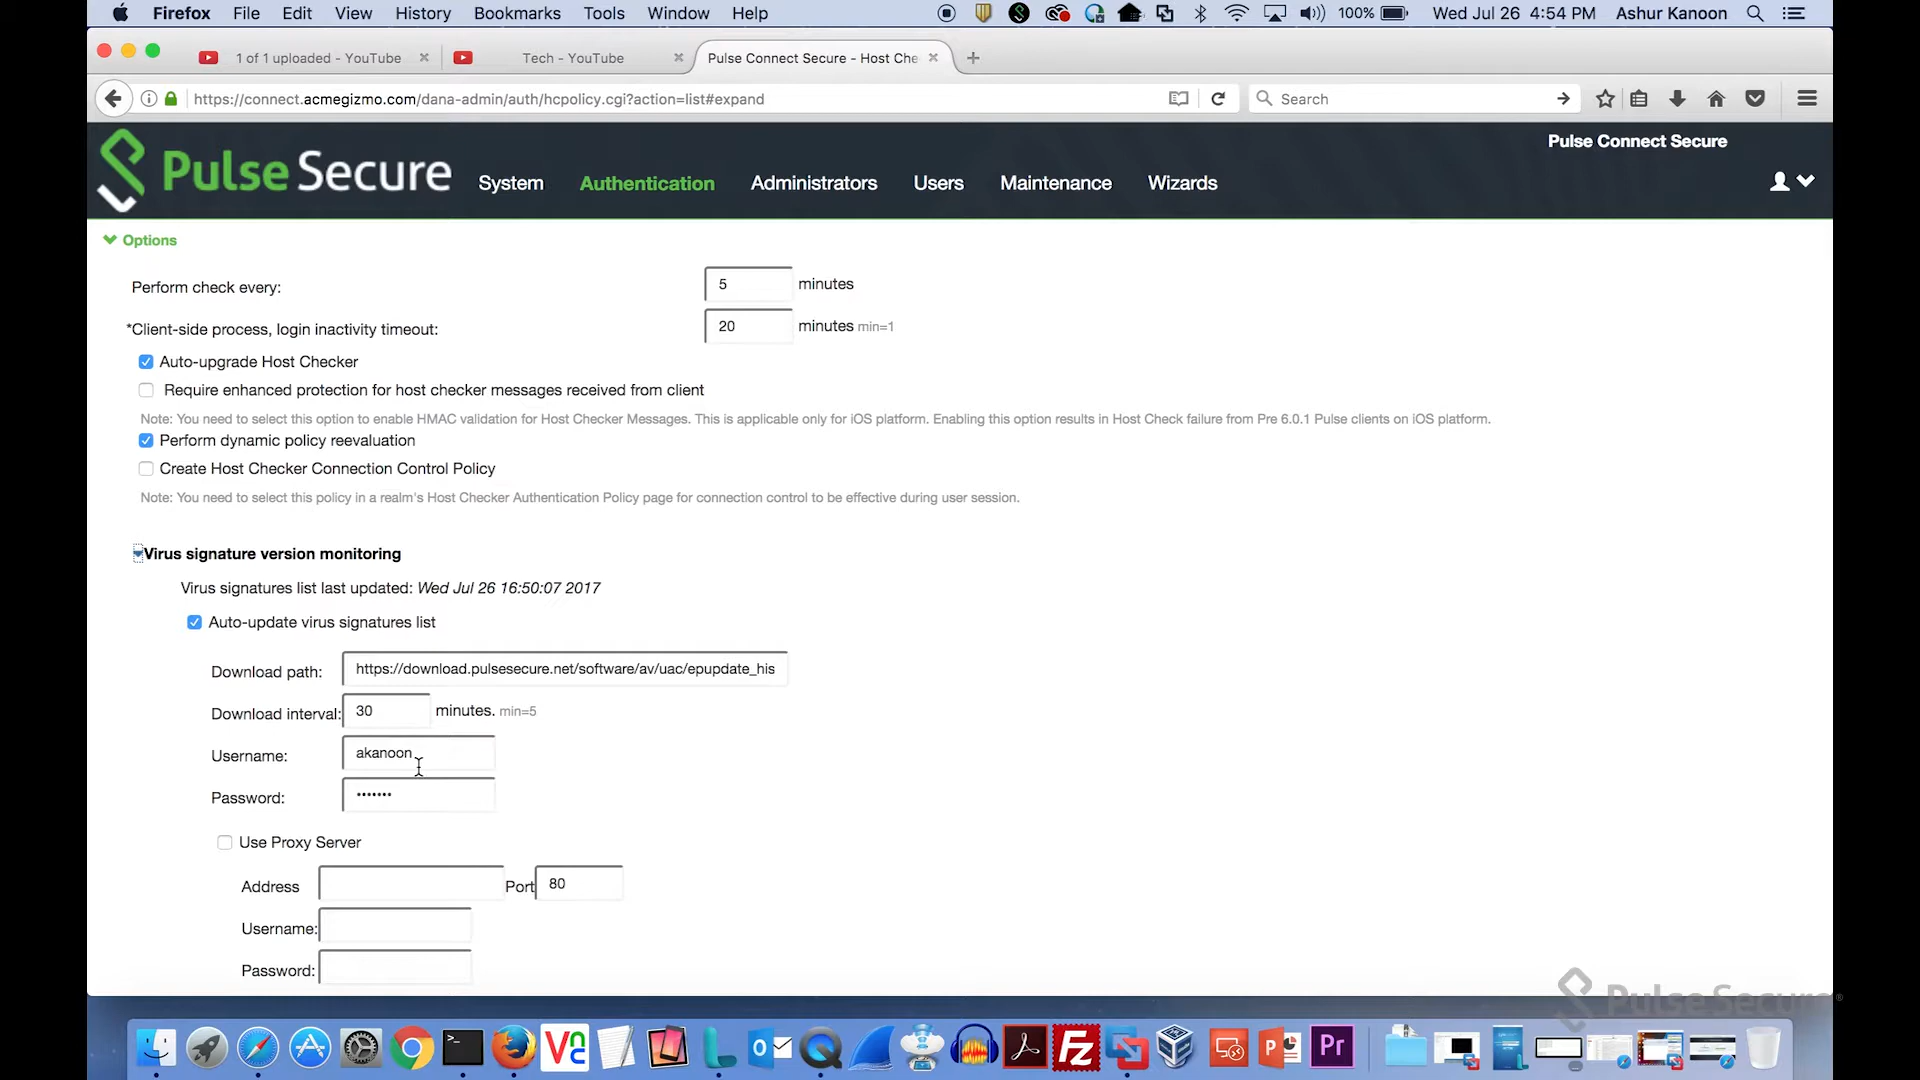 Firefox File Edit View History Bookmarks Tools Window Help 100% Wed Jul 26 4:54 PM Ashur Kanoon
1 of 1 uploaded - YouTube Tech - YouTube Pulse Connect Secure - Host Che
https://connect.acmegizmo.com/dana-admin/auth/hcpolicy.cgi?action=list#expand Search
Pulse Connect Secure
Pulse Secure System Authentication Administrators Users Maintenance Wizards
Options
Perform check every: 5 minutes
*Client-side process, login inactivity timeout: 20 minutes min=1
Auto-upgrade Host Checker
Require enhanced protection for host checker messages received from client
Note: You need to select this option to enable HMAC validation for Host Checker Messages. This is applicable only for iOS platform. Enabling this option results in Host Check failure from Pre 6.0.1 Pulse clients on iOS platform.
Perform dynamic policy reevaluation
Create Host Checker Connection Control Policy
Note: You need to select this policy in a realm's Host Checker Authentication Policy page for connection control to be effective during user session.
Virus signature version monitoring
Virus signatures list last updated: Wed Jul 26 16:50:07 2017
Auto-update virus signatures list
Download path: https://download.pulsesecure.net/software/av/uac/epupdate_his
Download interval: 30 minutes. min=5
Username: akanoon
Password: •••••••
Use Proxy Server
Address Port 80
Username:
Password:
Pulse Secure®